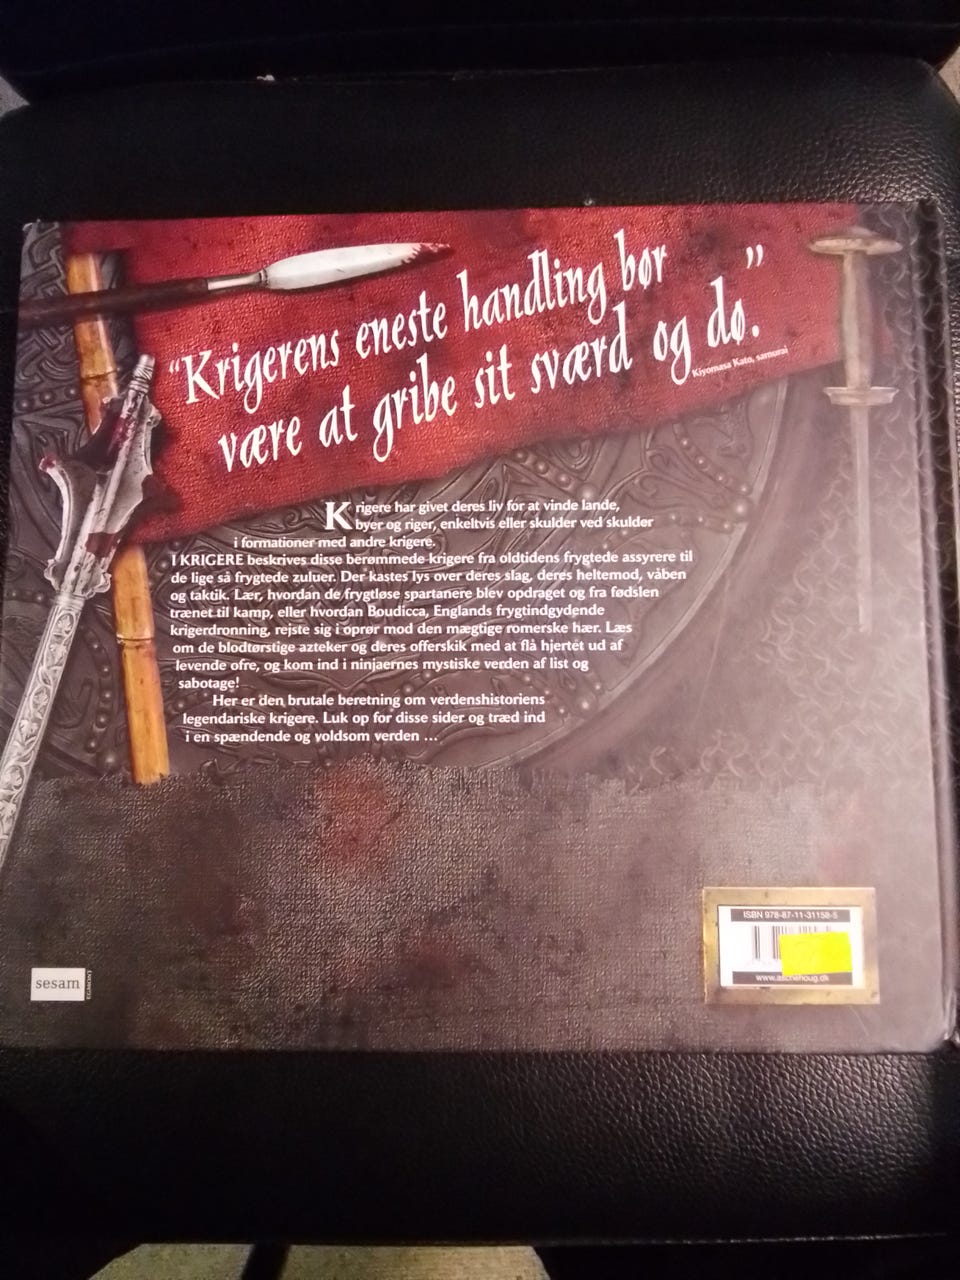 “Krigerens eneste handling bør
være at gribe sit sværd og dø.”
Kiyomasa Kato, samurai
Krigere har givet deres liv for at vinde lande,
byer og riger, enkeltvis eller skulder ved skulder
i formationer med andre krigere.
I KRIGERE beskrives disse berømmede krigere fra oldtidens frygtede assyrere til
de lige så frygtede zuluer. Der kastes lys over deres slag, deres heltemod, våben
og taktik. Lær, hvordan de frygtløse spartanere blev opdraget og fra fødslen
trænet til kamp, eller hvordan Boudicca, Englands frygtindgydende
krigerdronning, rejste sig i oprør mod den mægtige romerske hær. Læs
om de blodtørstige azteker og deres offerskik med at flå hjertet ud af
levende ofre, og kom ind i ninjaernes mystiske verden af list og
sabotage!
Her er den brutale beretning om verdenshistoriens
legendariske krigere. Luk op for disse sider og træd ind
i en spændende og voldsom verden ...
ISBN 978-87-11-31158-5
www.aschehoug.dk
sesam
EGMONT